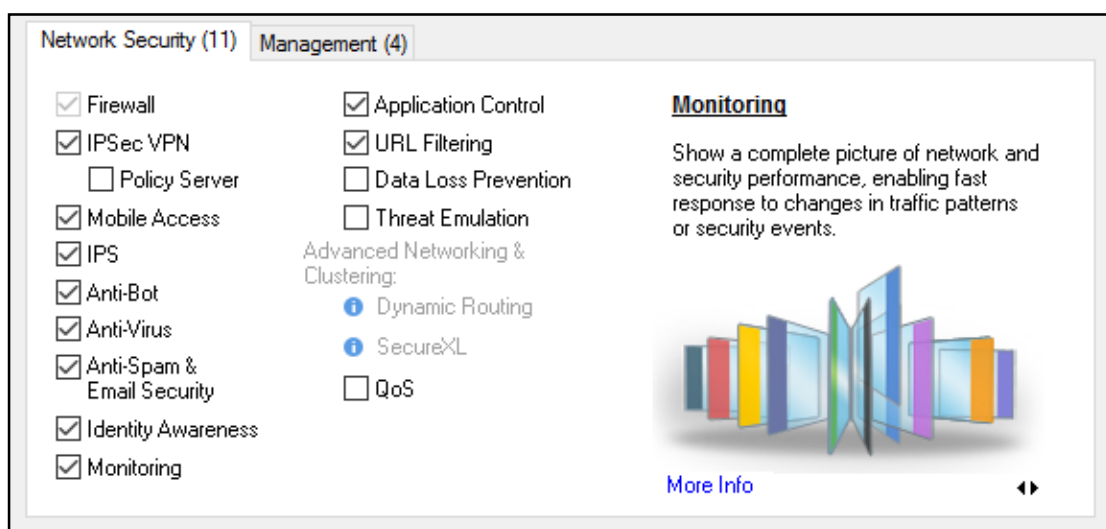 Network Security (11)
Management (4)
Firewall
IPSec VPN
Policy Server
Mobile Access
IPS
Anti-Bot
Anti-Virus
Anti-Spam &
Email Security
Identity Awareness
Monitoring
Application Control
URL Filtering
Data Loss Prevention
Threat Emulation
Advanced Networking &
Clustering:
Dynamic Routing
SecureXL
QoS
Monitoring
Show a complete picture of network and
security performance, enabling fast
response to changes in traffic patterns
or security events.
More Info